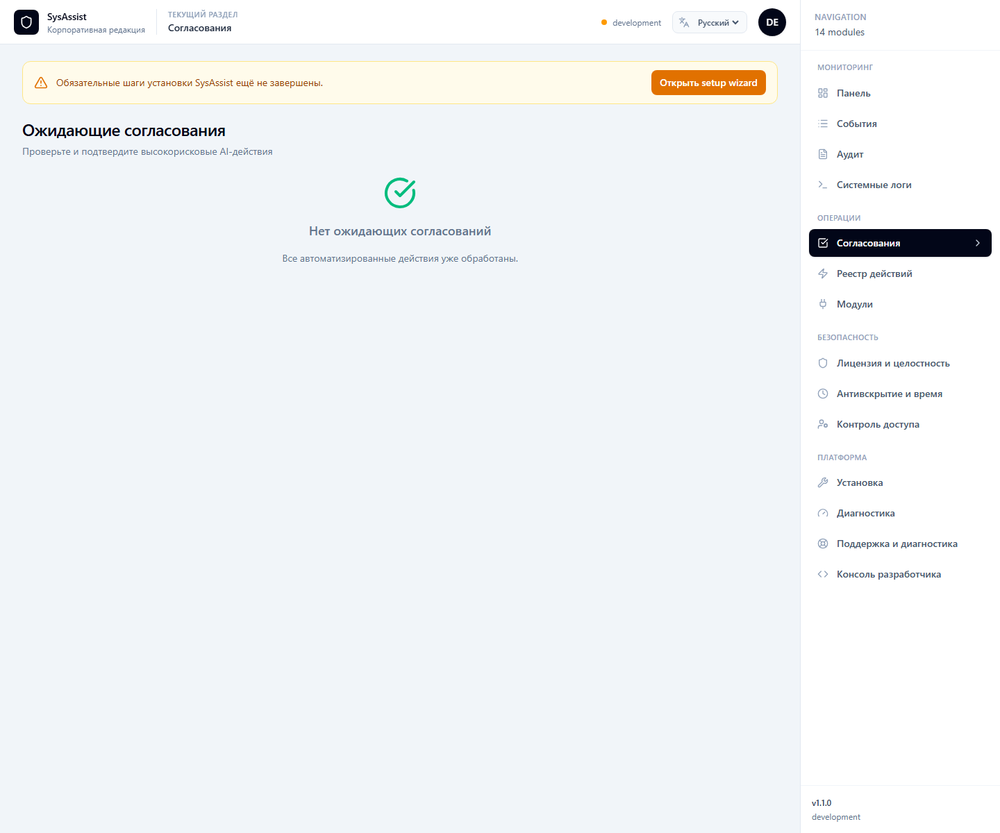 SysAssist
Корпоративная редакция
ТЕКУЩИЙ РАЗДЕЛ
Согласования
development
Русский
DE
Обязательные шаги установки SysAssist ещё не завершены.
Открыть setup wizard
Ожидающие согласования
Проверьте и подтвердите высокорисковые AI-действия
Нет ожидающих согласований
Все автоматизированные действия уже обработаны.
NAVIGATION
14 modules
МОНИТОРИНГ
Панель
События
Аудит
Системные логи
ОПЕРАЦИИ
Согласования
Реестр действий
Модули
БЕЗОПАСНОСТЬ
Лицензия и целостность
Антивскрытие и время
Контроль доступа
ПЛАТФОРМА
Установка
Диагностика
Поддержка и диагностика
Консоль разработчика
v1.1.0
development